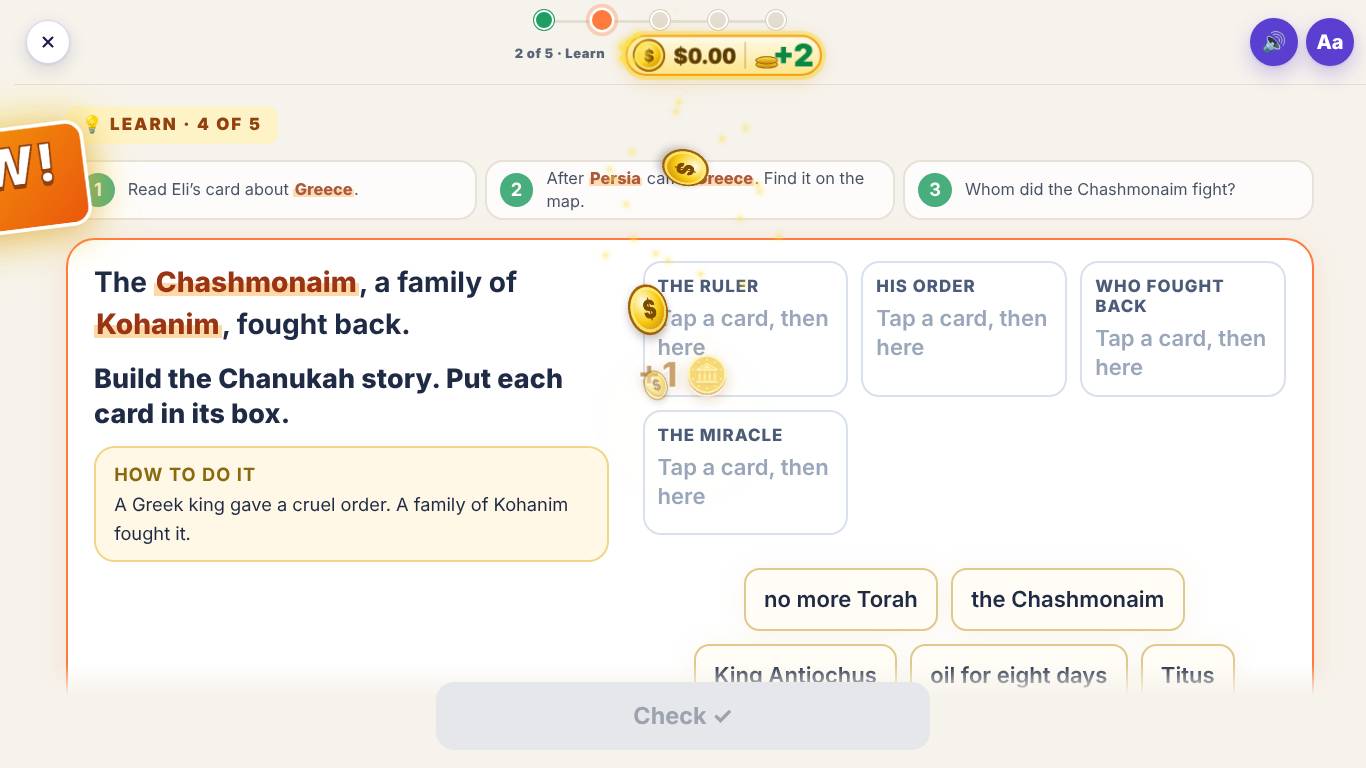 2 of 5 · Learn
$0.00
+2
Aa
W!
LEARN · 4 OF 5
1 Read Eli’s card about Greece.
2 After Persia Greece. Find it on the
map.
3 Whom did the Chashmonaim fight?
The Chashmonaim, a family of
Kohanim, fought back.
Build the Chanukah story. Put each
card in its box.
HOW TO DO IT
A Greek king gave a cruel order. A family of Kohanim
fought it.
THE RULER
Tap a card, then
here
+1
HIS ORDER
Tap a card, then
here
WHO FOUGHT
BACK
Tap a card, then
here
THE MIRACLE
Tap a card, then
here
no more Torah
the Chashmonaim
King Antiochus
oil for eight days
Titus
Check ✓